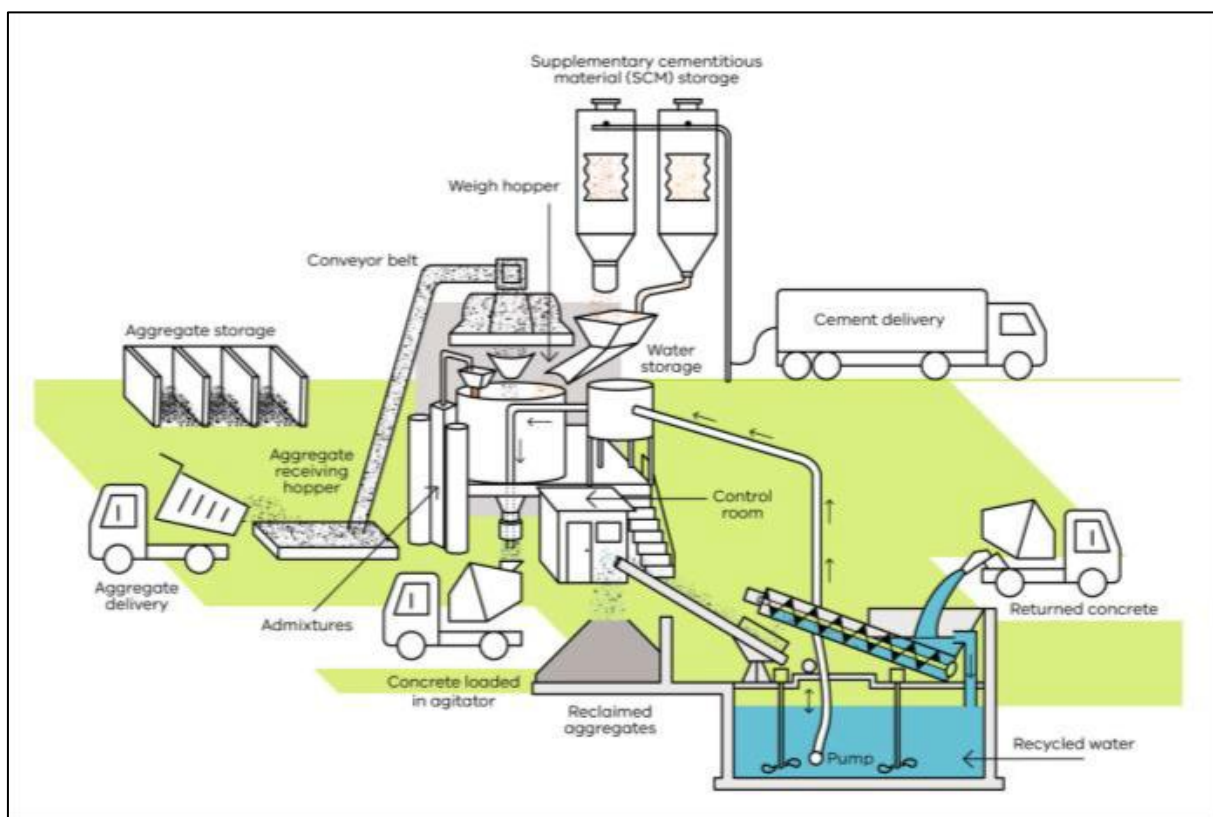 Supplementary cementitious
material (SCM) storage
Weigh hopper
Conveyor belt
Aggregate storage
Cement delivery
Water
storage
Aggregate
receiving
hopper
Control
room
Aggregate
delivery
Admixtures
Returned concrete
Concrete loaded
in agitator
Reclaimed
aggregates
Recycled water
Pump